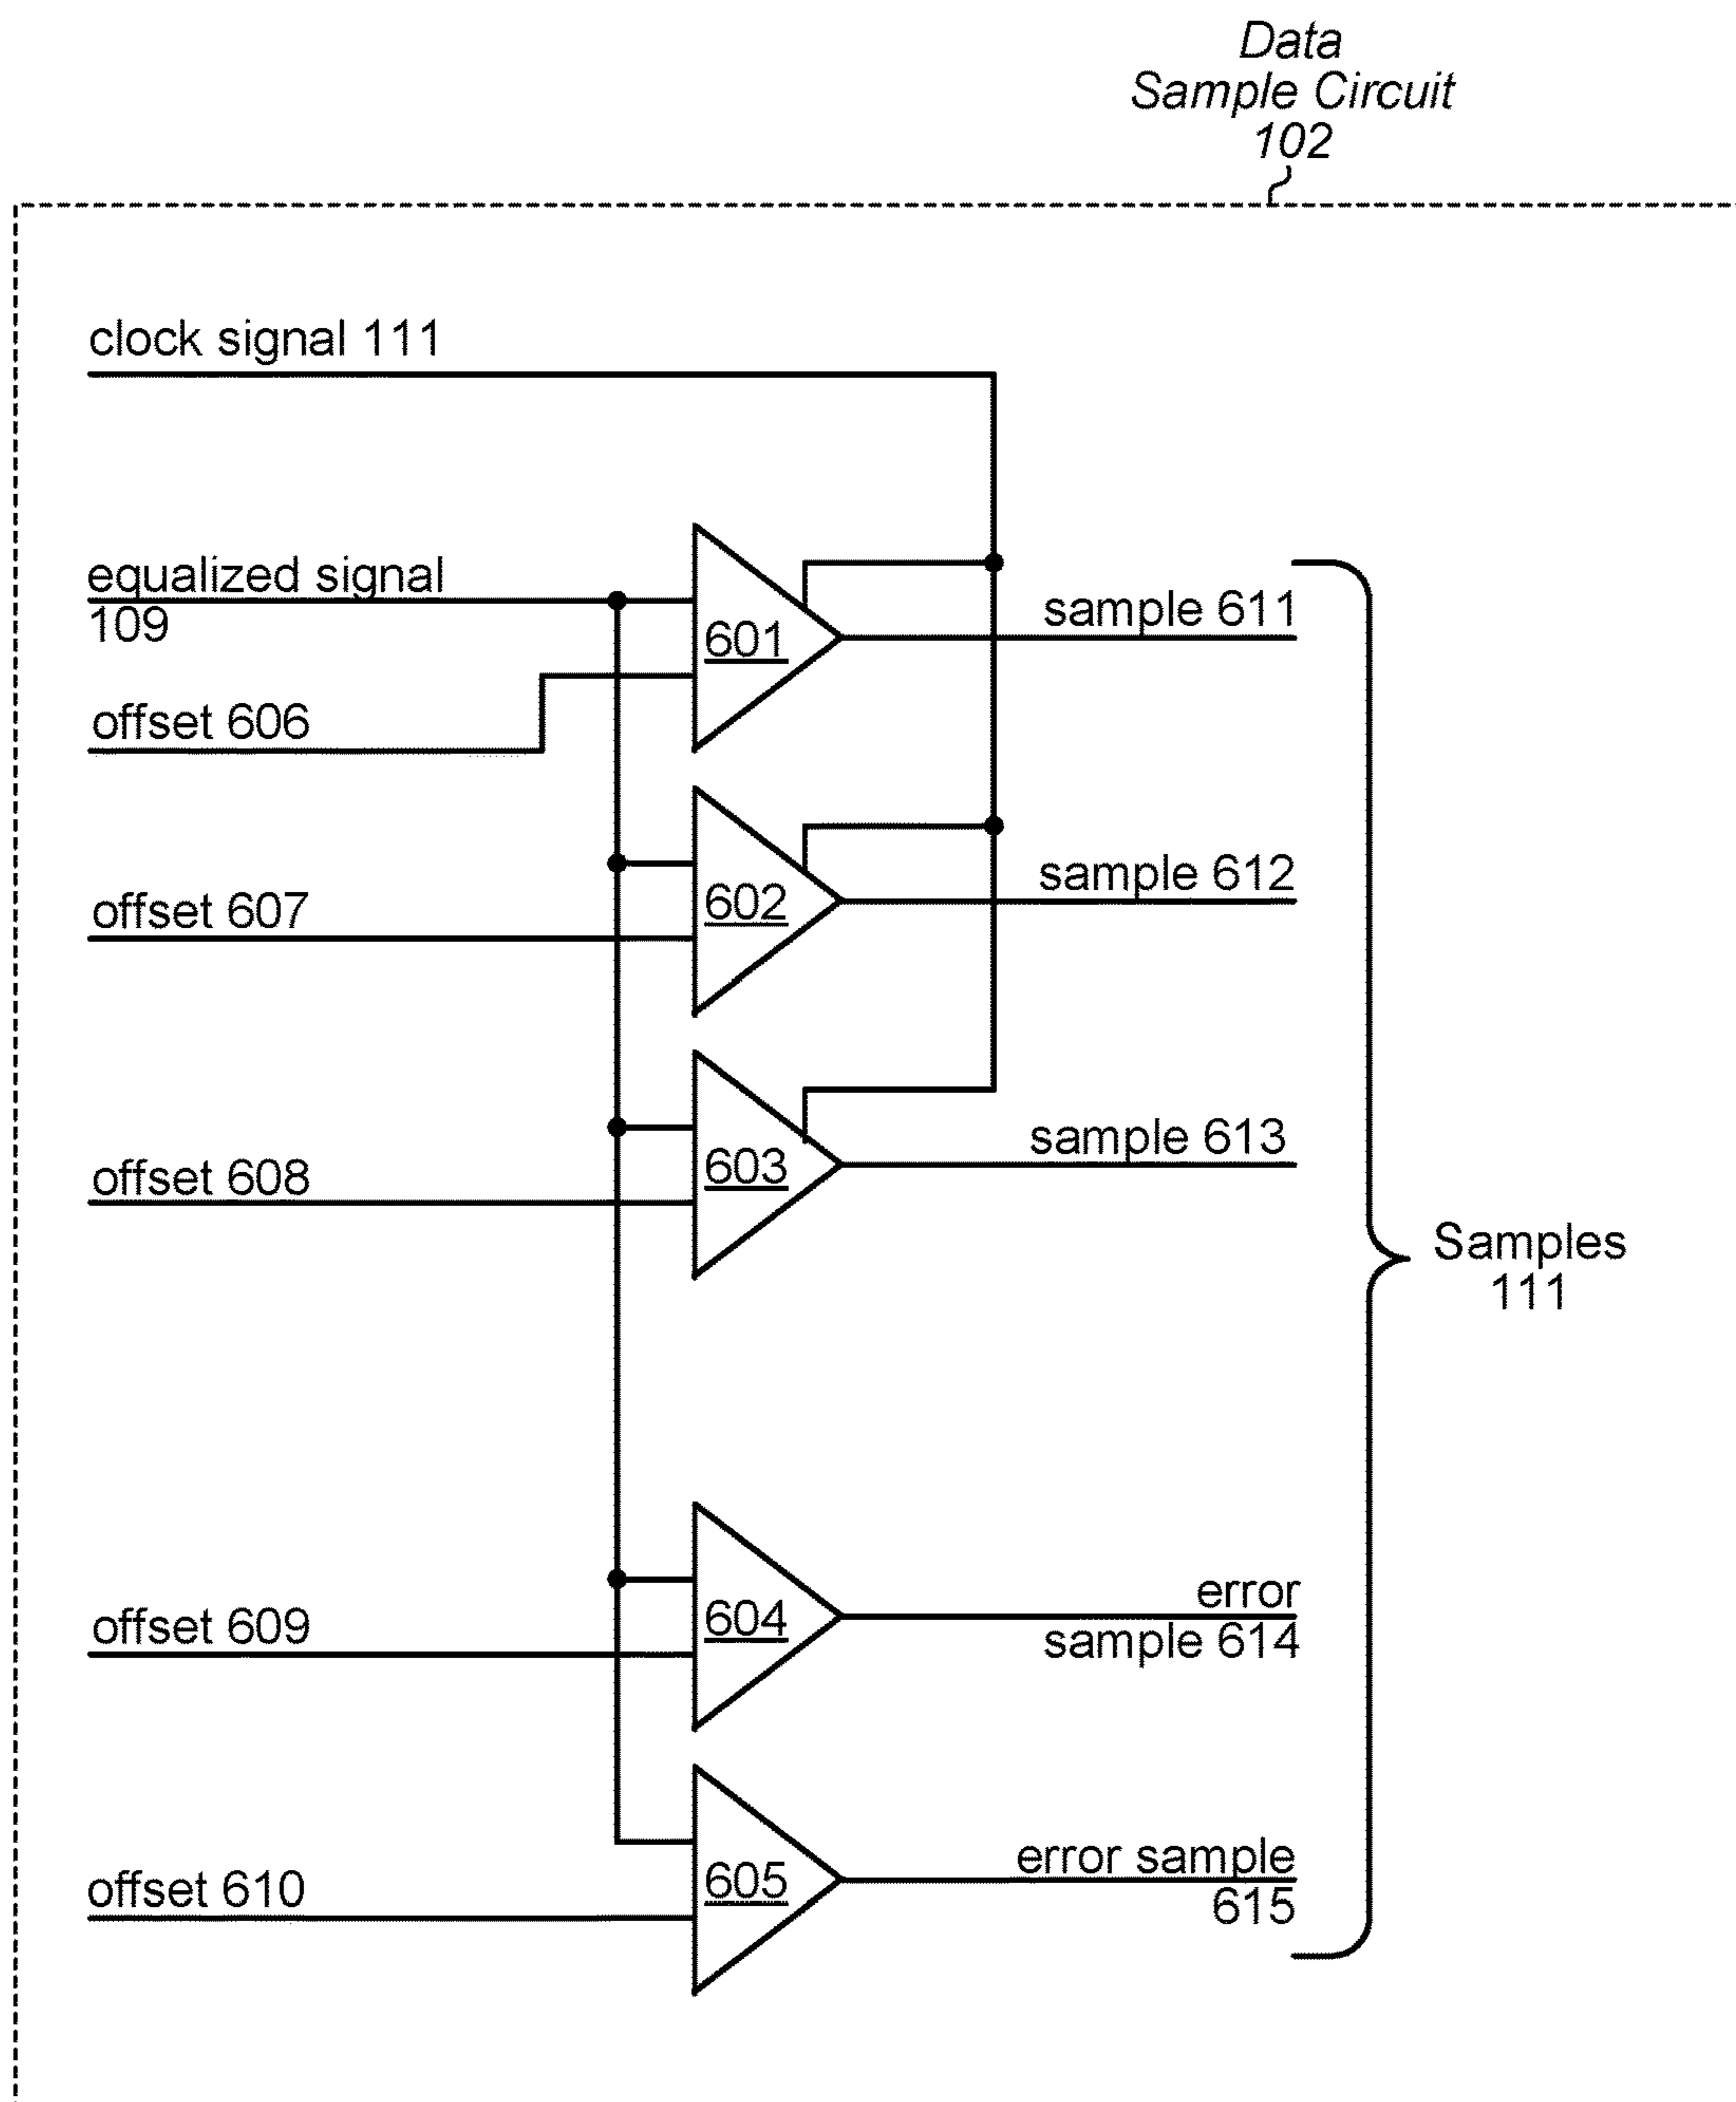 Data
Sample Circuit
102
clock signal 111
equalized signal
109
601
sample 611
offset 606
602
sample 612
offset 607
603
sample 613
offset 608
Samples
111
604
error
sample 614
offset 609
605
error sample
615
offset 610